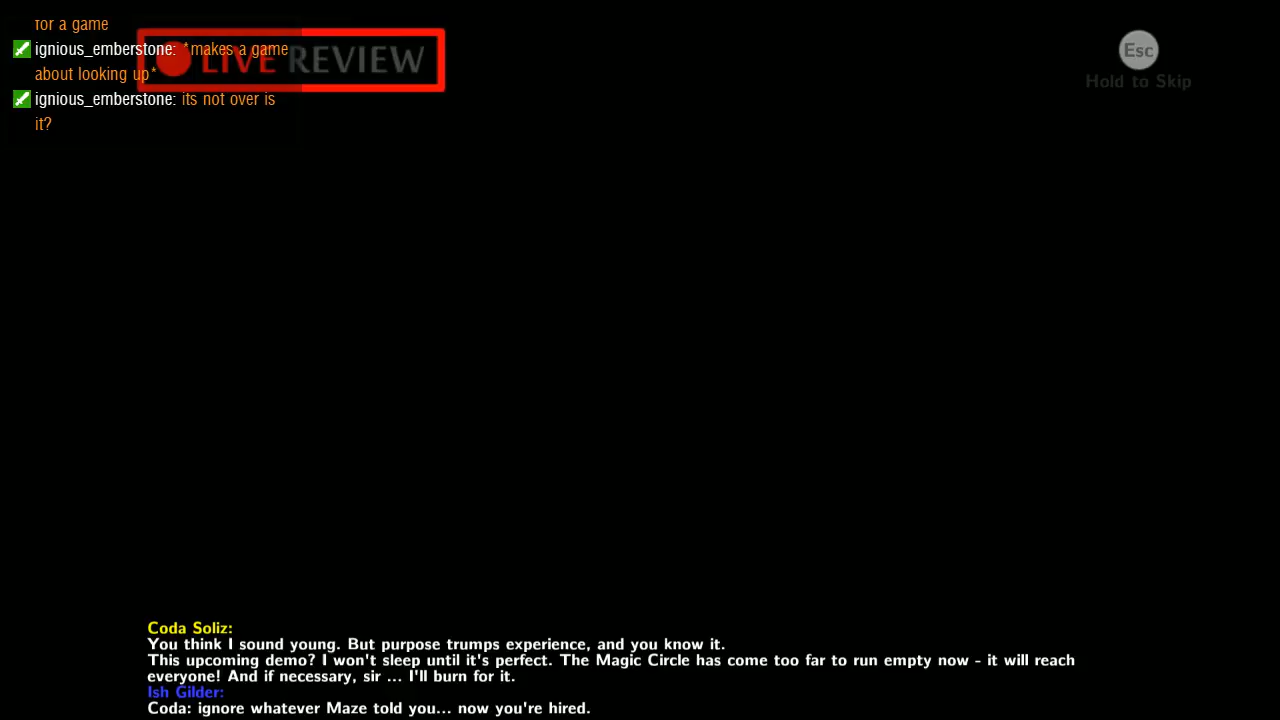 for a game
ignious_emberstone: *makes a game
about looking up*
ignious_emberstone: its not over is
it?
LIVE REVIEW
Esc
Hold to Skip
Coda Soliz:
You think I sound young. But purpose trumps experience, and you know it.
This upcoming demo? I won't sleep until it's perfect. The Magic Circle has come too far to run empty now - it will reach
everyone! And if necessary, sir ... I'll burn for it.
Ish Gilder:
Coda: ignore whatever Maze told you... now you're hired.